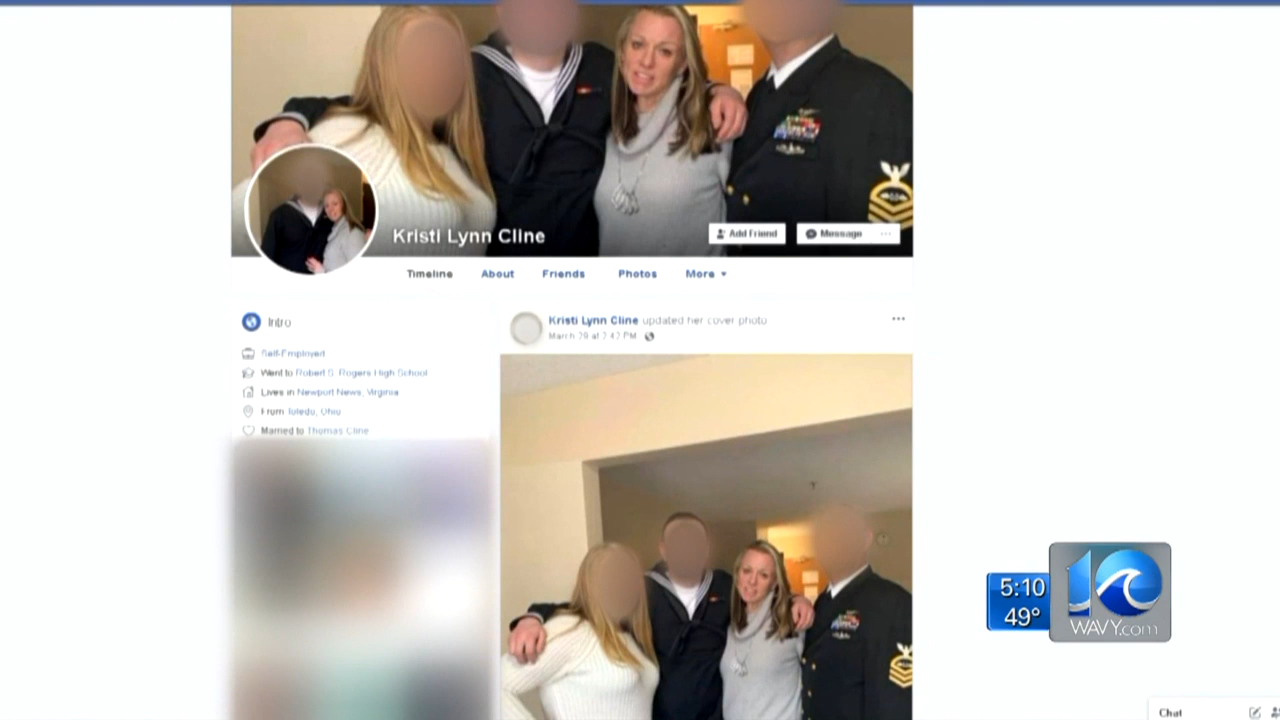 Kristi Lynn Cline
Add Friend
Message
Timeline
About
Friends
Photos
More
Intro
Kristi Lynn Cline updated her cover photo
March 29 at 2:42 PM
Self-Employed
Went to Robert S. Rogers High School
Lives in Newport News, Virginia
From Toledo, Ohio
Married to Thomas Cline
5:10
49°
10
WAVY.com
Chat